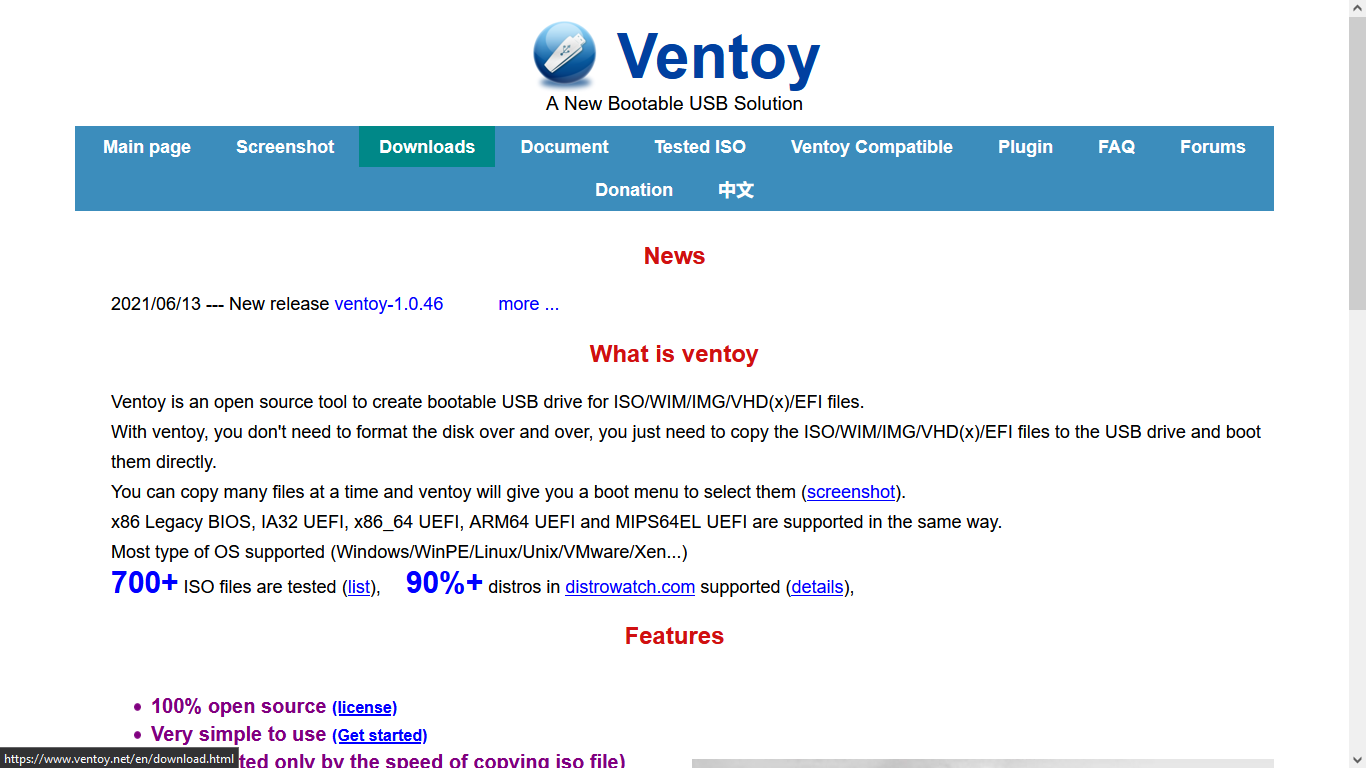 Ventoy
A New Bootable USB Solution
Main page Screenshot Downloads Document Tested ISO Ventoy Compatible Plugin FAQ Forums
Donation 中文
News
2021/06/13 --- New release ventoy-1.0.46 more ...
What is ventoy
Ventoy is an open source tool to create bootable USB drive for ISO/WIM/IMG/VHD(x)/EFI files.
With ventoy, you don't need to format the disk over and over, you just need to copy the ISO/WIM/IMG/VHD(x)/EFI files to the USB drive and boot
them directly.
You can copy many files at a time and ventoy will give you a boot menu to select them (screenshot).
x86 Legacy BIOS, IA32 UEFI, x86_64 UEFI, ARM64 UEFI and MIPS64EL UEFI are supported in the same way.
Most type of OS supported (Windows/WinPE/Linux/Unix/VMware/Xen...)
700+ ISO files are tested (list), 90%+ distros in distrowatch.com supported (details),
Features
• 100% open source (license)
• Very simple to use (Get started)
only by the speed of copying iso file)
https://www.ventoy.net/en/download.html